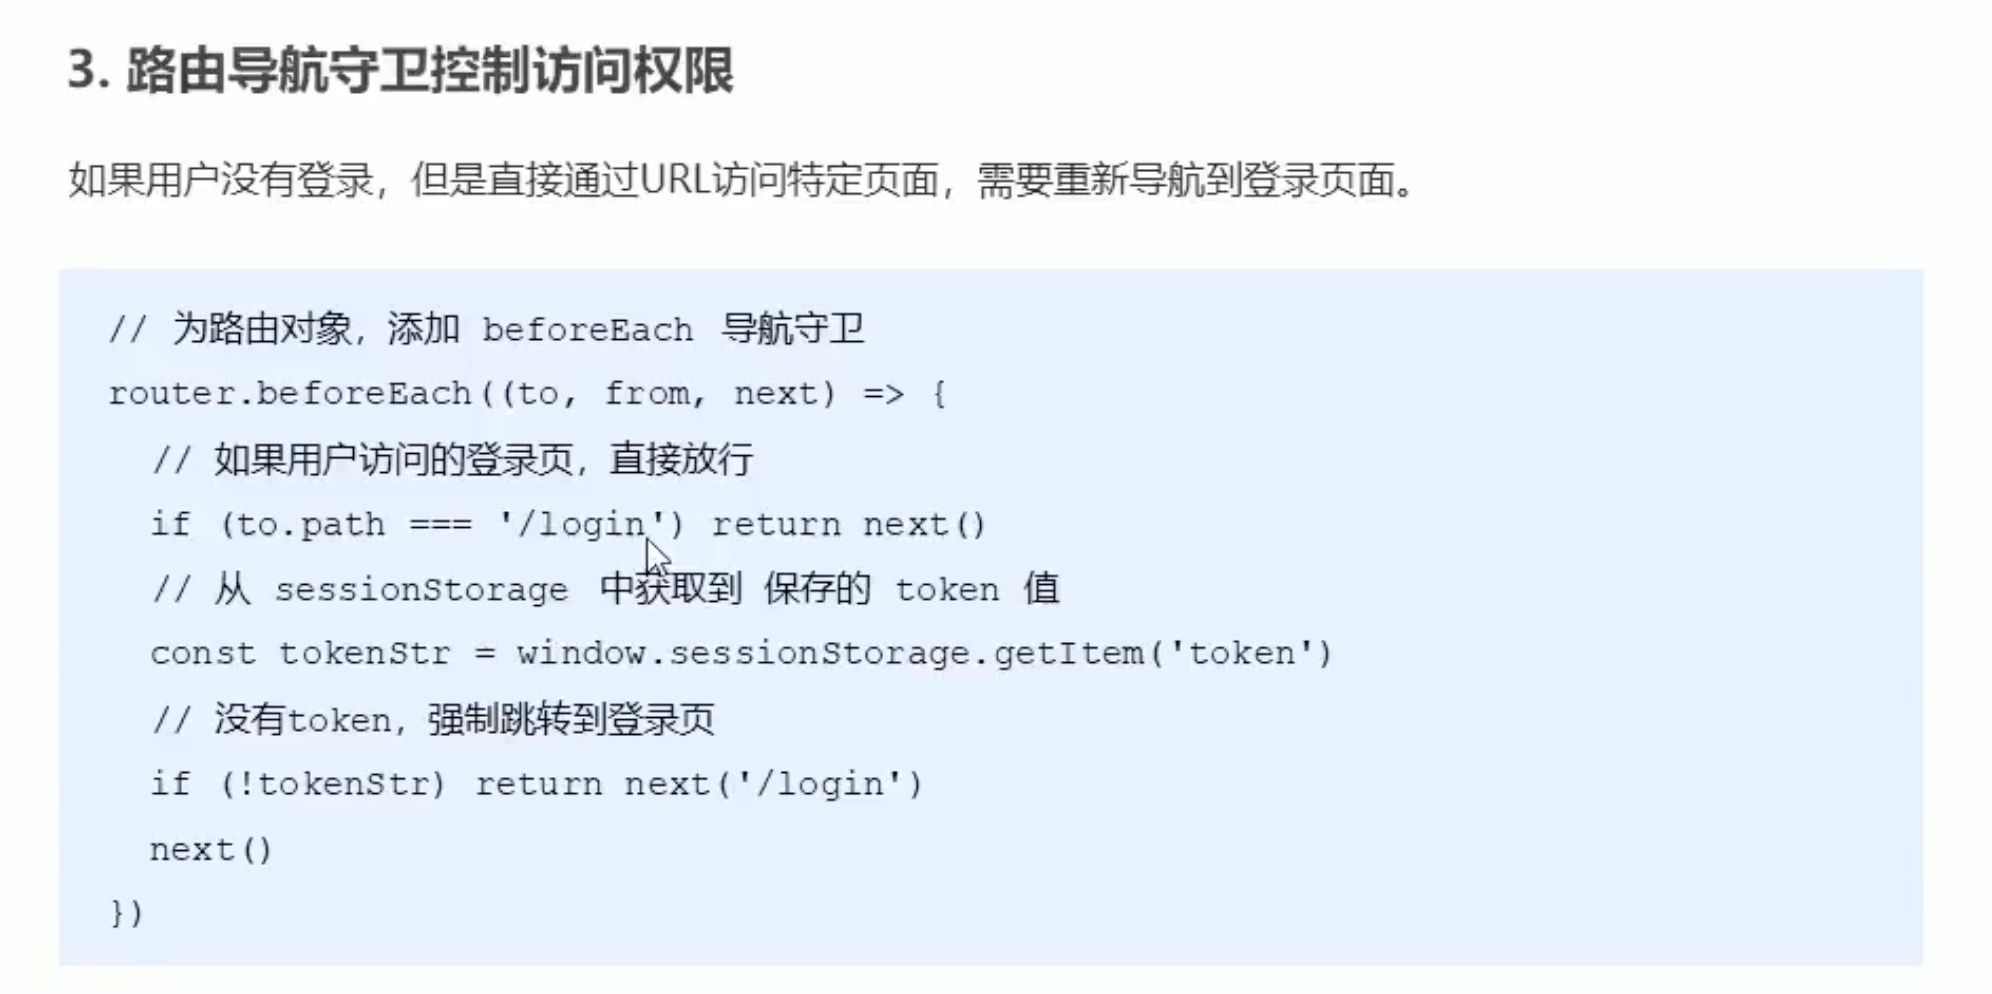 3. 路由导航守卫控制访问权限
如果用户没有登录，但是直接通过URL访问特定页面，需要重新导航到登录页面。
// 为路由对象，添加 beforeEach 导航守卫
router.beforeEach((to, from, next) => {
  // 如果用户访问的登录页，直接放行
  if (to.path === '/login') return next()
  // 从 sessionStorage 中获取到 保存的 token 值
  const tokenStr = window.sessionStorage.getItem('token')
  // 没有token，强制跳转到登录页
  if (!tokenStr) return next('/login')
  next()
})